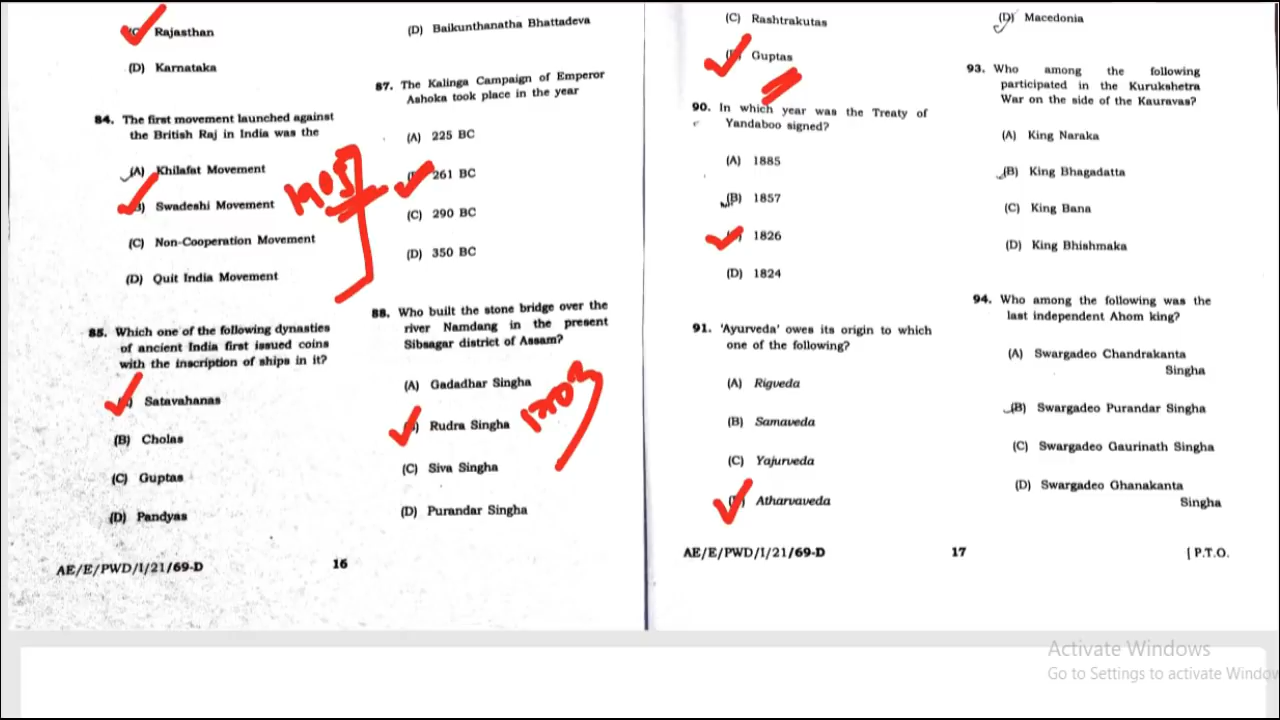 (C) Rajasthan
(D) Karnataka
84. The first movement launched against
the British Raj in India was the
(A) Khilafat Movement
(B) Swadeshi Movement
1905
(C) Non-Cooperation Movement
(D) Quit India Movement
85. Which one of the following dynasties
of ancient India first issued coins
with the inscription of ships in it?
Satavahanas
(B) Cholas
(C) Guptas
(D) Pandyas
AE/E/PWD/1/21/69-D
16
(D) Baikunthanatha Bhattadeva
87. The Kalinga Campaign of Emperor
Ashoka took place in the year
(A) 225 BC
261 BC
(C) 290 BC
(D) 350 BC
88. Who built the stone bridge over the
river Namdang in the present
Sibsagar district of Assam?
(A) Gadadhar Singha
Rudra Singha
1703
(C) Siva Singha
(D) Purandar Singha
(C) Rashtrakutas
Guptas
90. In which year was the Treaty of
Yandaboo signed?
(A) 1885
(B) 1857
1826
(D) 1824
91. 'Ayurveda' owes its origin to which
one of the following?
(A) Rigveda
(B) Samaveda
(C) Yajurveda
Atharvaveda
AE/E/PWD/1/21/69-D
17
(D) Macedonia
93. Who among the following
participated in the Kurukshetra
War on the side of the Kauravas?
(A) King Naraka
(B) King Bhagadatta
(C) King Bana
(D) King Bhishmaka
94. Who among the following was the
last independent Ahom king?
(A) Swargadeo Chandrakanta
Singha
(B) Swargadeo Purandar Singha
(C) Swargadeo Gaurinath Singha
(D) Swargadeo Ghanakanta
Singha
[ P.T.O.
Activate Windows
Go to Settings to activate Window